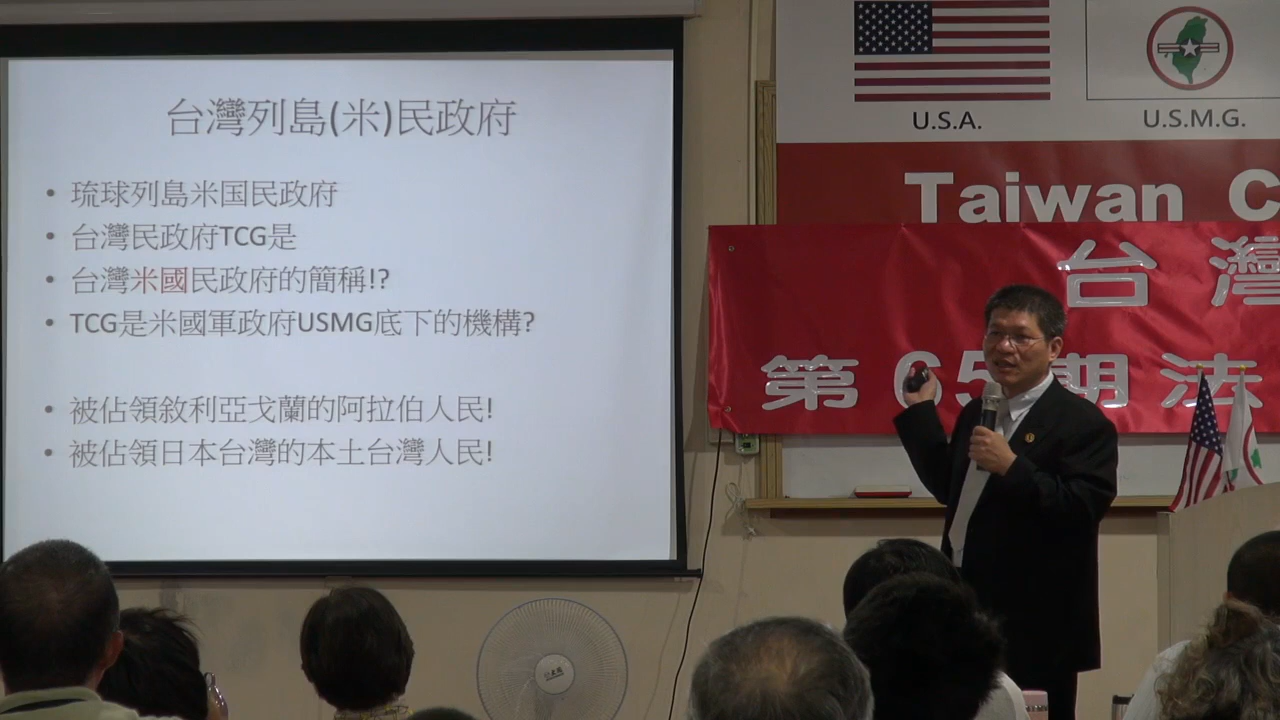 台灣列島(米)民政府
• 琉球列島米国民政府
• 台灣民政府TCG是
• 台灣米國民政府的簡稱!?
• TCG是米國軍政府USMG底下的機構?
• 被佔領敘利亞戈蘭的阿拉伯人民!
• 被佔領日本台灣的本土台灣人民!
U.S.A.
U.S.M.G.
Taiwan C
台灣
第65期法